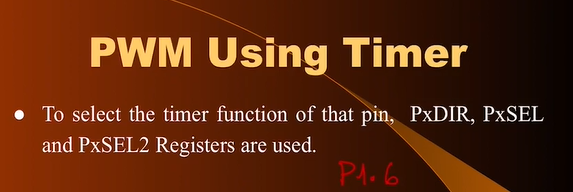 PWM Using Timer
● To select the timer function of that pin, PxDIR, PxSEL
and PxSEL2 Registers are used.
P1.6